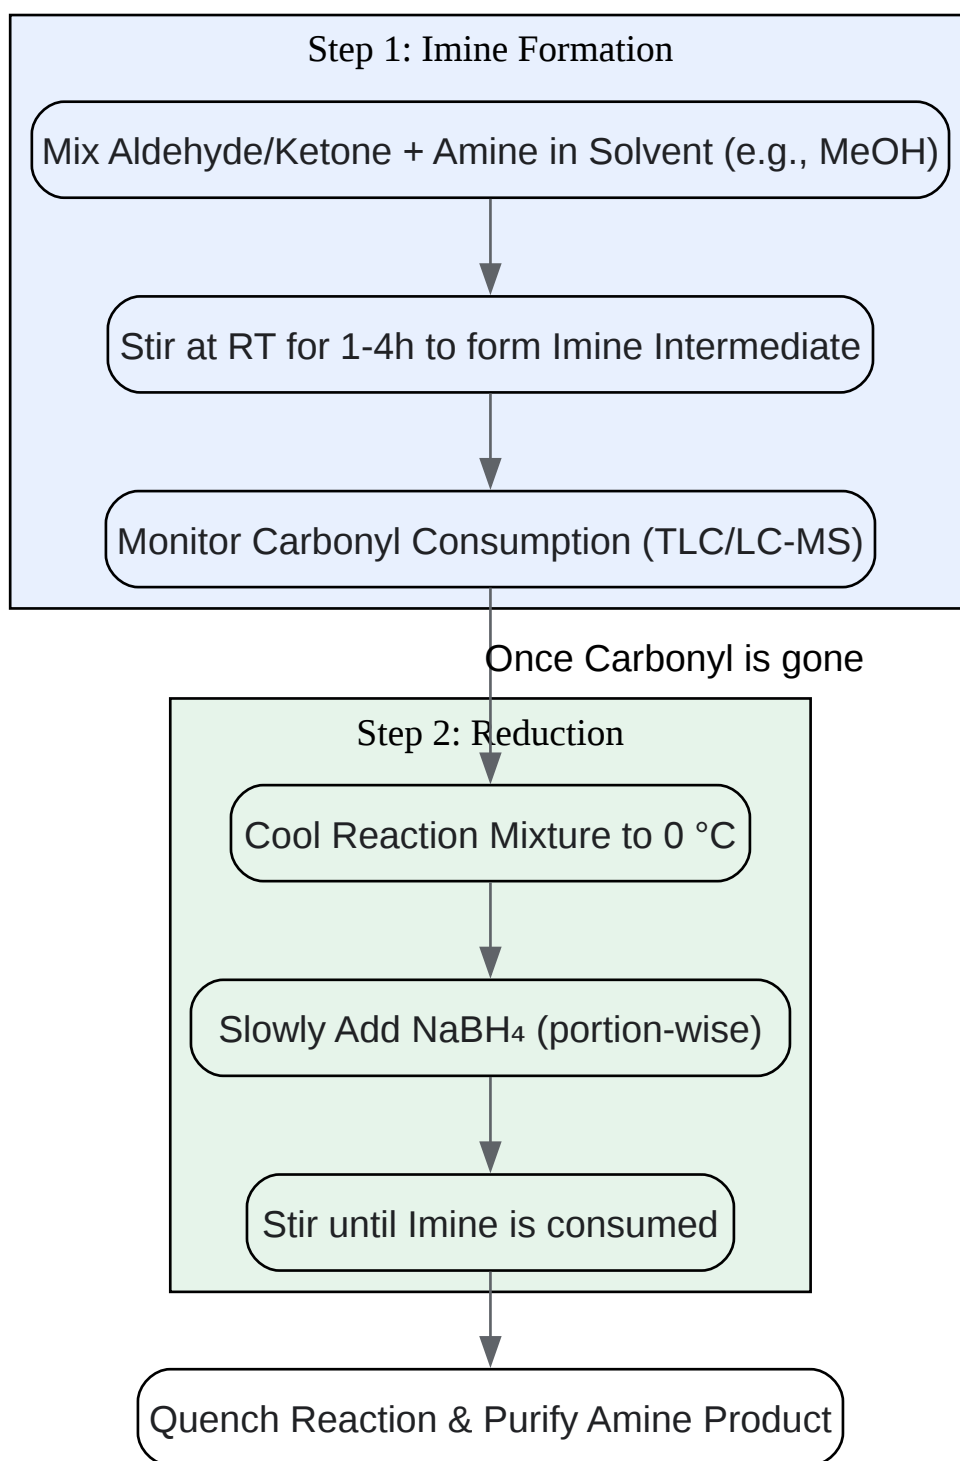 Step 1: Imine Formation
Mix Aldehyde/Ketone + Amine in Solvent (e.g., MeOH)
Stir at RT for 1-4h to form Imine Intermediate
Monitor Carbonyl Consumption (TLC/LC-MS)
Once Carbonyl is gone
Step 2: Reduction
Cool Reaction Mixture to 0 °C
Slowly Add NaBH₄ (portion-wise)
Stir until Imine is consumed
Quench Reaction & Purify Amine Product